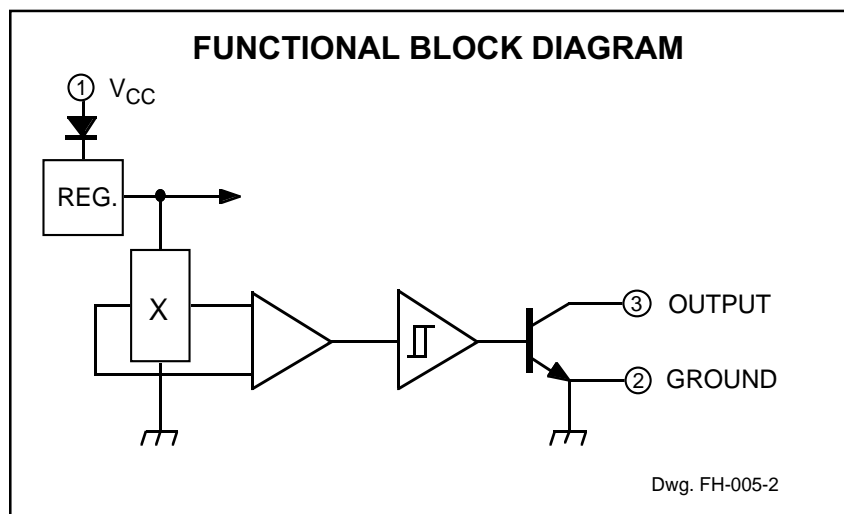 FUNCTIONAL BLOCK DIAGRAM
1 VCC
REG.
X
3 OUTPUT
2 GROUND
Dwg. FH-005-2